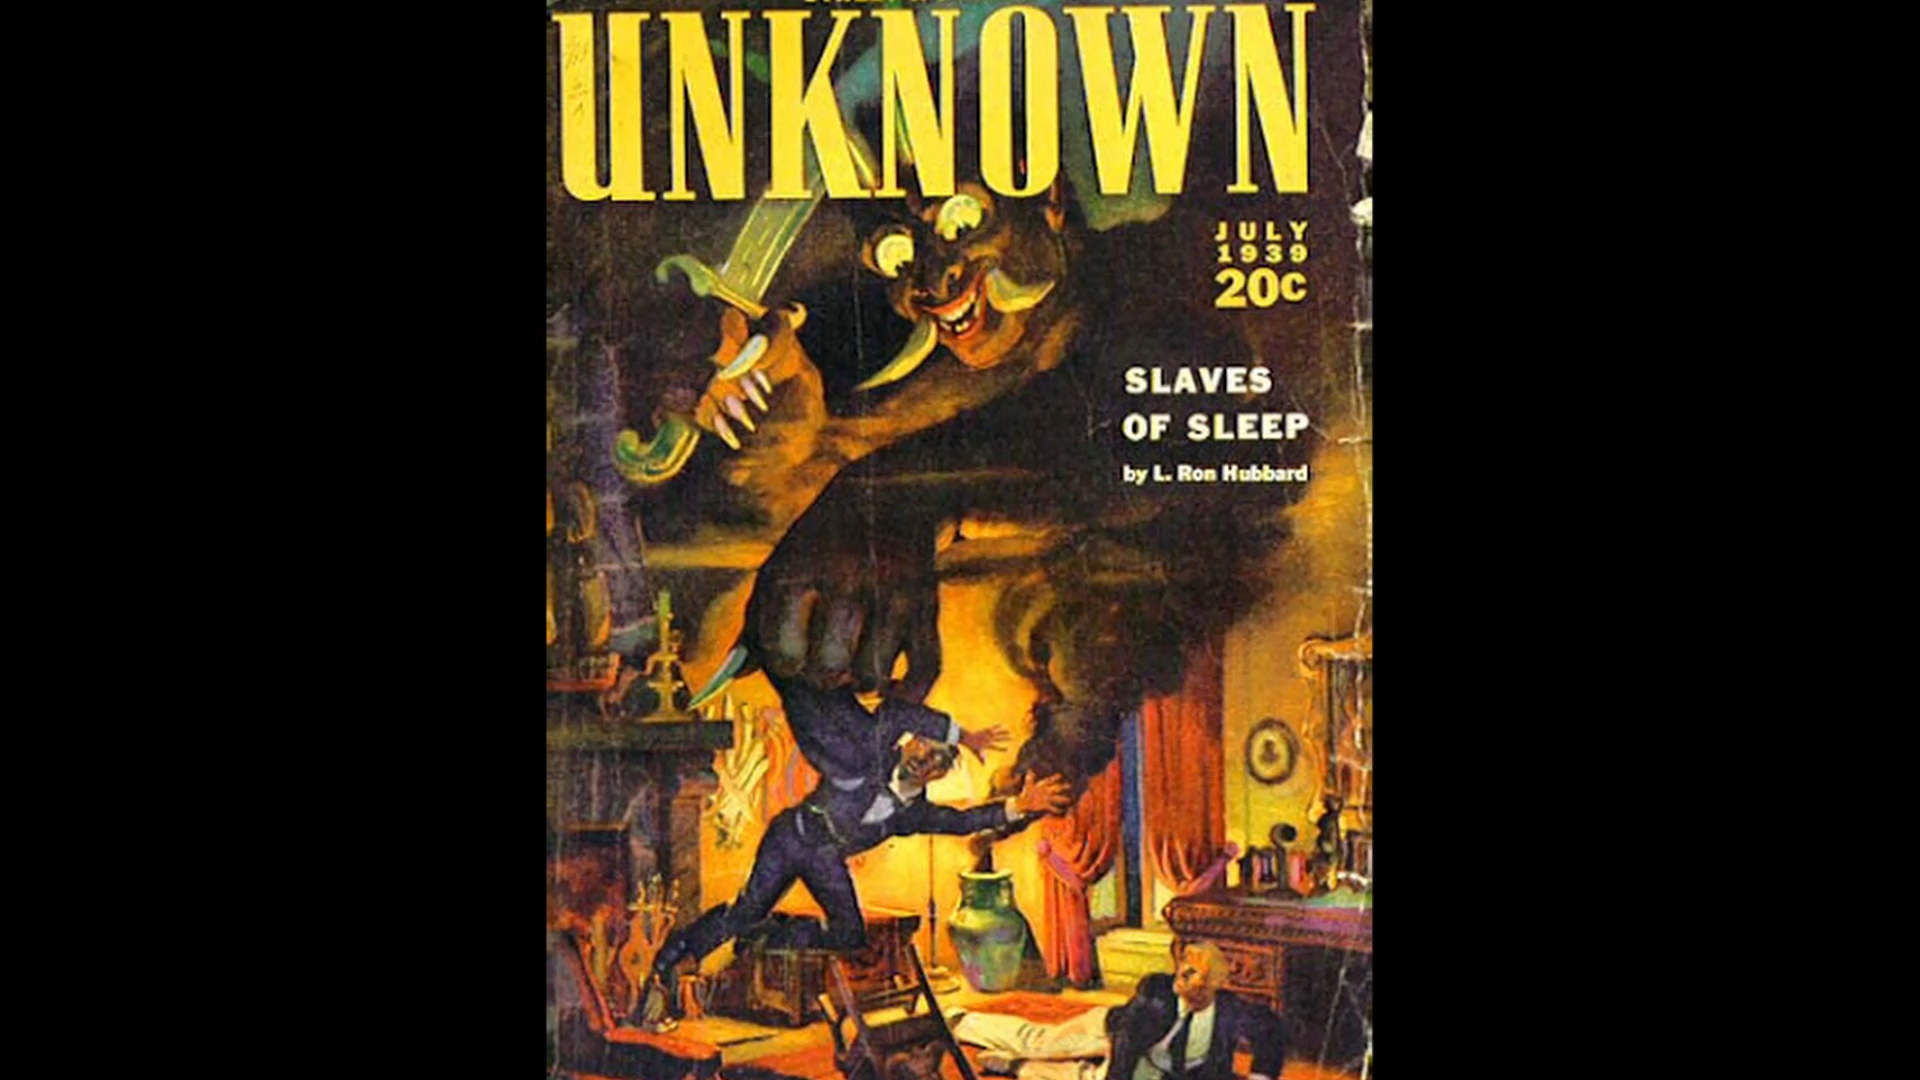 UNKNOWN
JULY
1939
20c
SLAVES
OF SLEEP
by L. Ron Hubbard